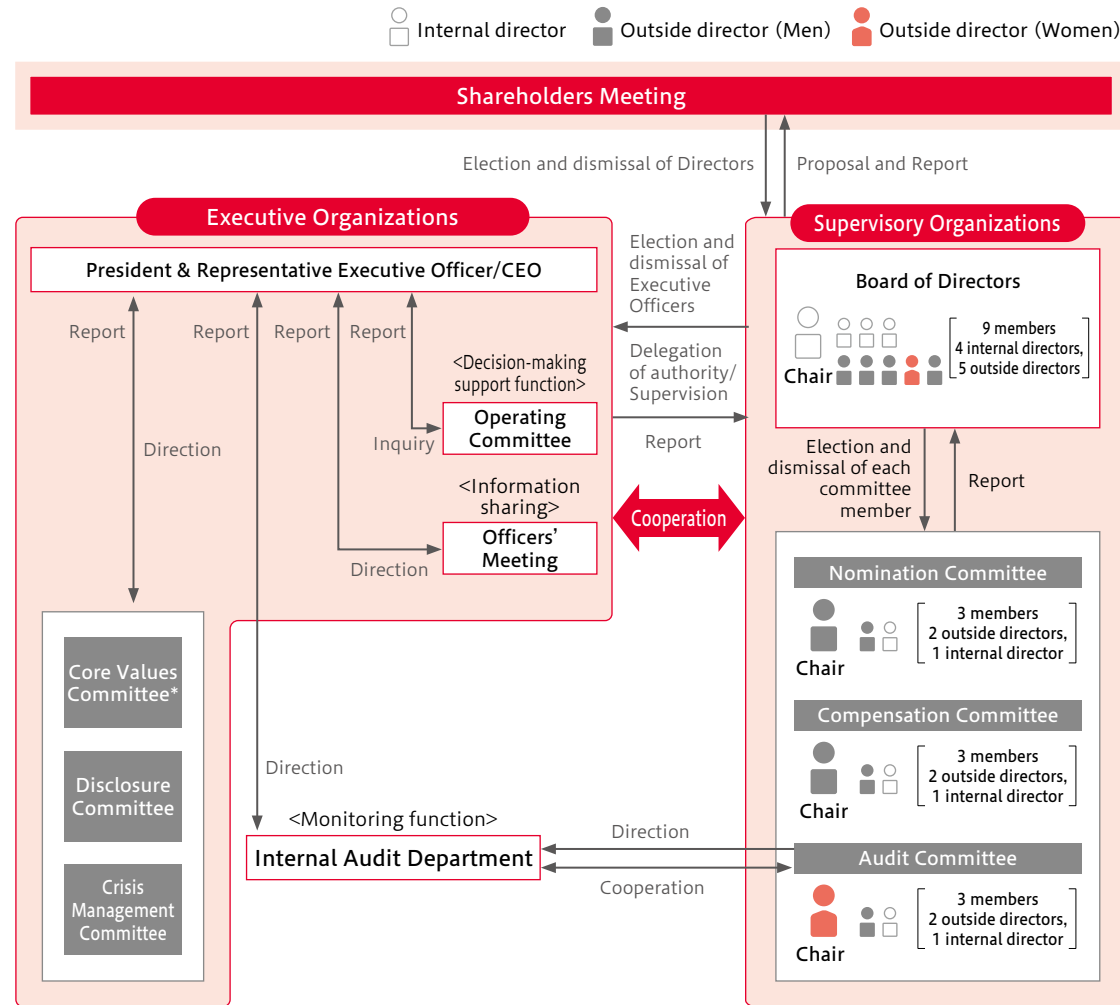 Internal director
Outside director (Men)
Outside director (Women)
Shareholders Meeting
Election and dismissal of Directors
Proposal and Report
Executive Organizations
President & Representative Executive Officer/CEO
Report
Report
Report
Report
<Decision-making
support function>
Operating
Committee
Inquiry
Direction
<Information
sharing>
Officers’
Meeting
Direction
Core Values
Committee*
Disclosure
Committee
Crisis
Management
Committee
Direction
<Monitoring function>
Internal Audit Department
Election and
dismissal of
Executive
Officers
Delegation
of authority/
Supervision
Report
Cooperation
Direction
Cooperation
Supervisory Organizations
Board of Directors
Chair
9 members
4 internal directors,
5 outside directors
Election and
dismissal of each
committee
member
Report
Nomination Committee
Chair
3 members
2 outside directors,
1 internal director
Compensation Committee
Chair
3 members
2 outside directors,
1 internal director
Audit Committee
Chair
3 members
2 outside directors,
1 internal director